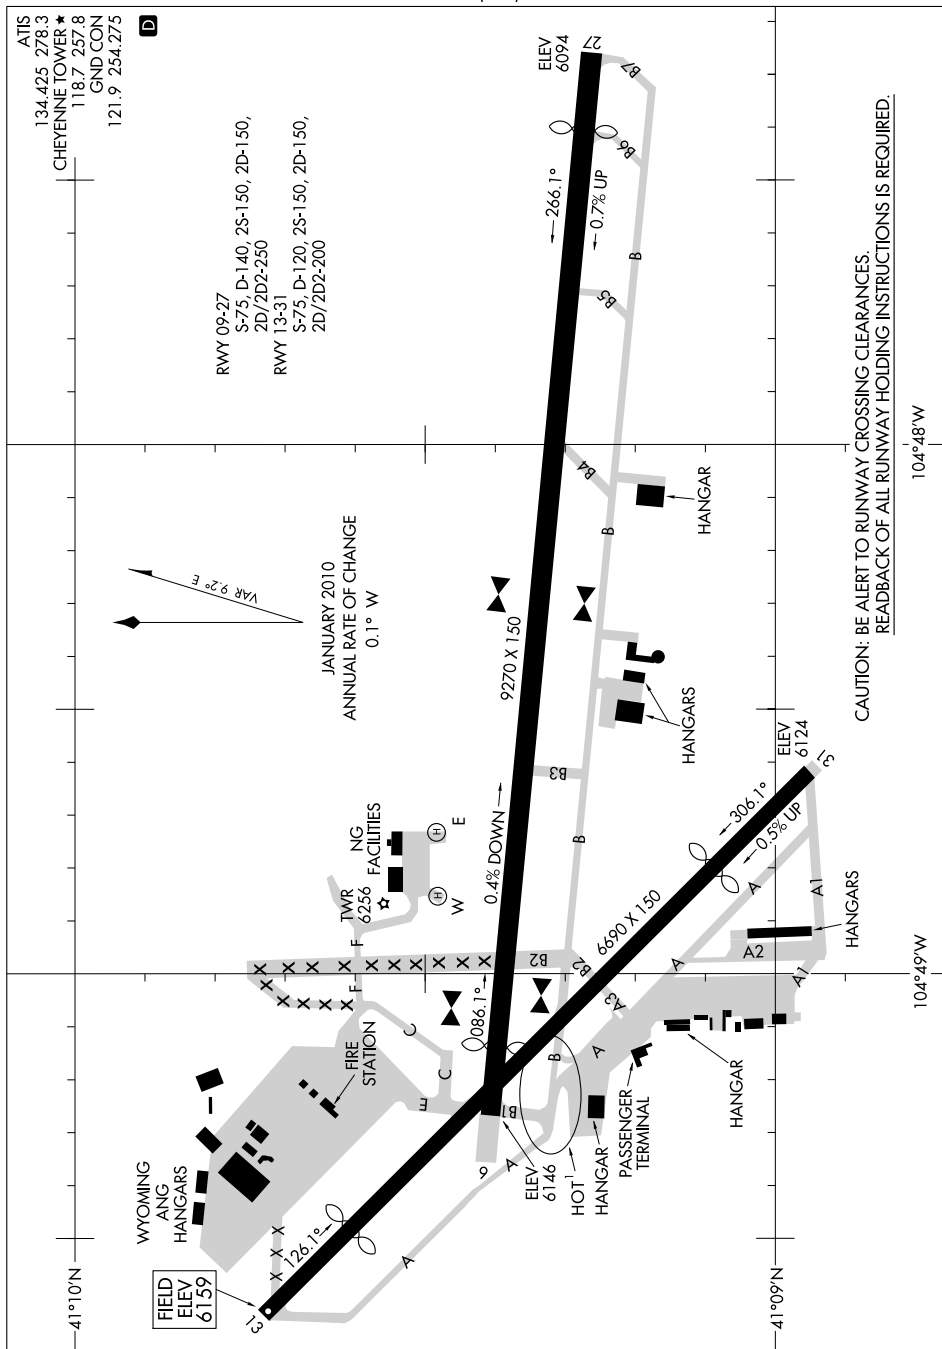 ATIS
134.425 278.3
CHEYENNE TOWER★
118.7 257.8
GND CON
121.9 254.275
D
RWY 09-27
S-75, D-140, 2S-150, 2D-150,
2D/2D2-250
RWY 13-31
S-75, D-120, 2S-150, 2D-150,
2D/2D2-200
VAR 9.2° E
JANUARY 2010
ANNUAL RATE OF CHANGE
0.1° W
ELEV
6094
27
B7
B6
266.1°
0.7% UP
B
B5
B4
B
HANGAR
9270 X 150
HANGARS
B3
B
0.4% DOWN
NG
FACILITIES
H
E
H
W
TWR
6256
F
F
X X X X X X X X X
X X X X X
B2
B2
086.1°
C
C
E
FIRE
STATION
WYOMING
ANG
HANGARS
X X X
FIELD
ELEV
6159
13
126.1°
A
A
9
ELEV
6146
B1
B
HOT 1
HANGAR
PASSENGER
TERMINAL
A
A3
HANGAR
A
A2
A1
HANGARS
A1
A
6690 X 150
306.1°
0.5% UP
ELEV
6124
31
CAUTION: BE ALERT TO RUNWAY CROSSING CLEARANCES.
READBACK OF ALL RUNWAY HOLDING INSTRUCTIONS IS REQUIRED.
41°10'N
41°09'N
104°49'W
104°48'W